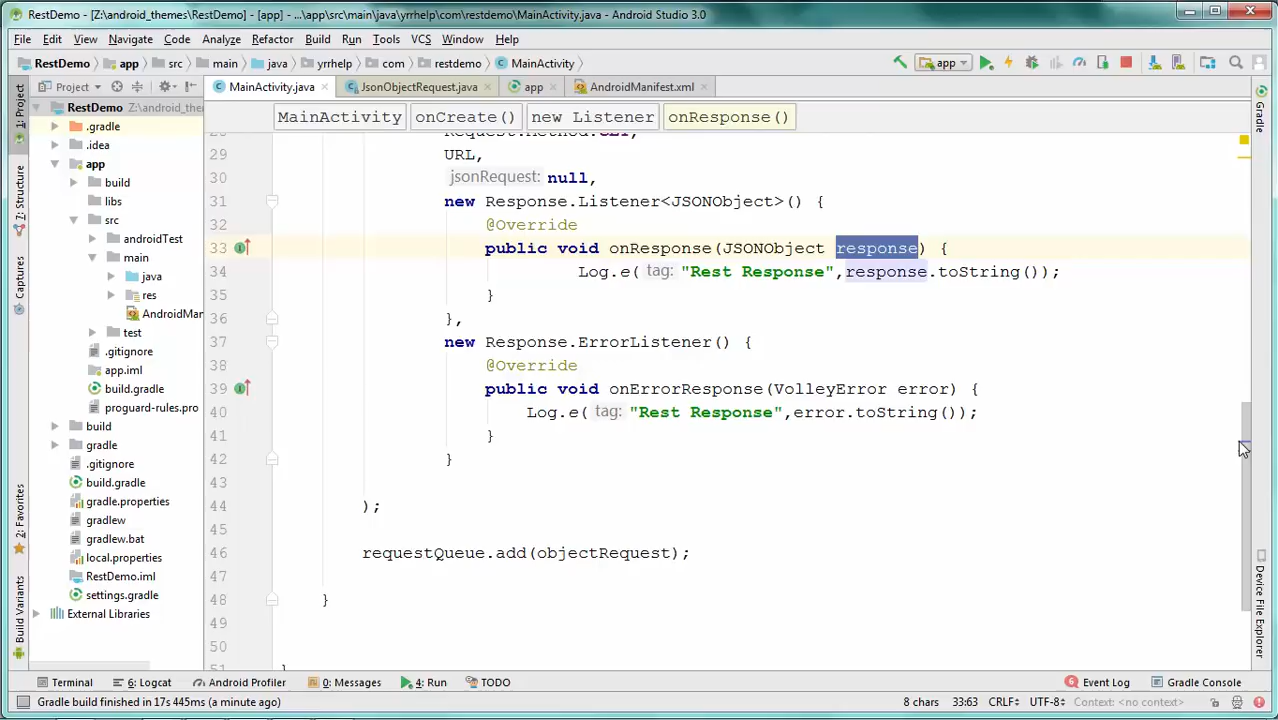 RestDemo - [Z:\android_themes\RestDemo] - [app] - ...\app\src\main\java\yrrhelp\com\restdemo\MainActivity.java - Android Studio 3.0
File Edit View Navigate Code Analyze Refactor Build Run Tools VCS Window Help
RestDemo app src main java yrrhelp com restdemo MainActivity app
1: Project
7: Structure
Captures
2: Favorites
Build Variants
Project
RestDemo Z:\android_the
.gradle
.idea
app
build
libs
src
androidTest
main
java
res
AndroidMan
test
.gitignore
app.iml
build.gradle
proguard-rules.pro
build
gradle
.gitignore
build.gradle
gradle.properties
gradlew
gradlew.bat
local.properties
RestDemo.iml
settings.gradle
External Libraries
MainActivity.java JsonObjectRequest.java app AndroidManifest.xml
MainActivity onCreate() new Listener onResponse()
28 Request.Method.GET,
29 URL,
30 jsonRequest: null,
31 new Response.Listener<JSONObject>() {
32 @Override
33 public void onResponse(JSONObject response) {
34 Log.e( tag: "Rest Response",response.toString());
35 }
36 },
37 new Response.ErrorListener() {
38 @Override
39 public void onErrorResponse(VolleyError error) {
40 Log.e( tag: "Rest Response",error.toString());
41 }
42 }
43
44 );
45
46 requestQueue.add(objectRequest);
47
48 }
49
50
51 }
Gradle
Device File Explorer
Terminal 6: Logcat Android Profiler 0: Messages 4: Run TODO Event Log Gradle Console
Gradle build finished in 17s 445ms (a minute ago) 8 chars 33:63 CRLF÷ UTF-8÷ Context: <no context>